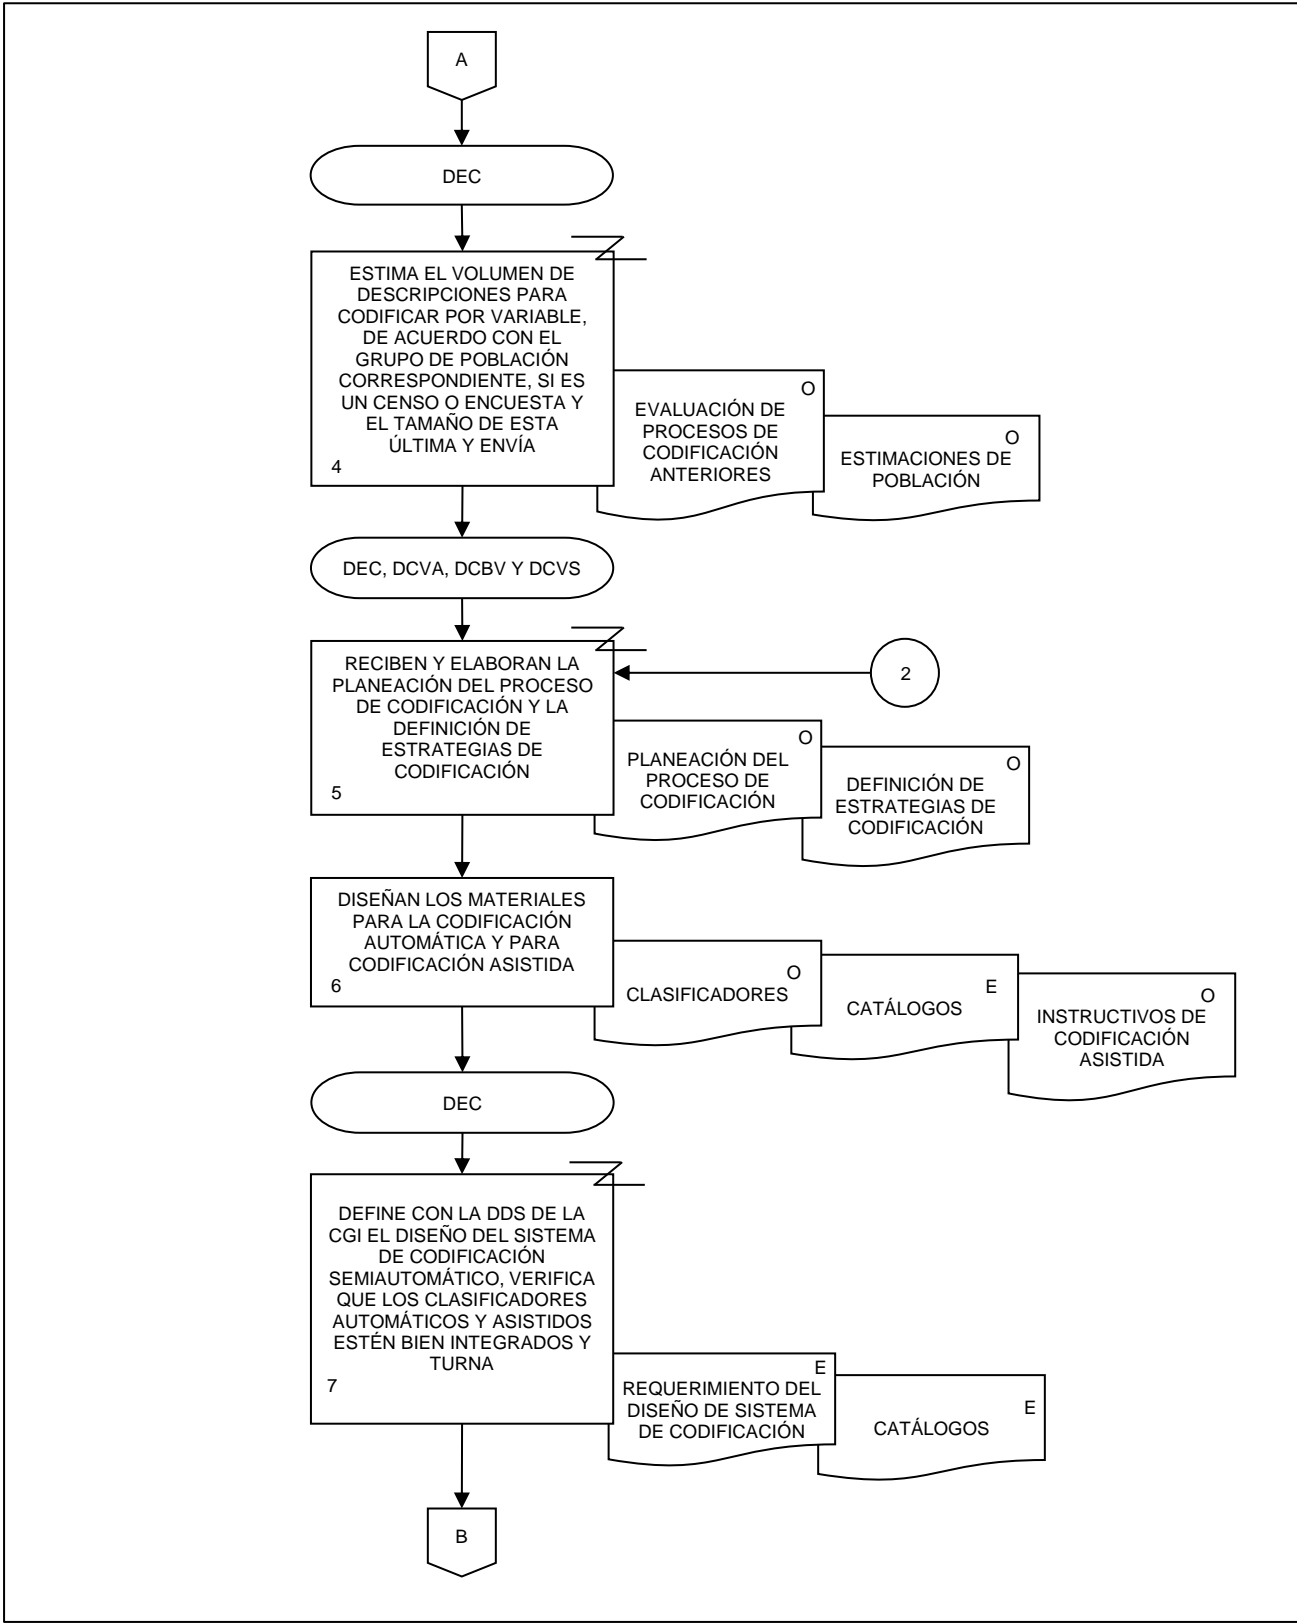 A
DEC
ESTIMA EL VOLUMEN DE
DESCRIPCIONES PARA
CODIFICAR POR VARIABLE,
DE ACUERDO CON EL
GRUPO DE POBLACIÓN
CORRESPONDIENTE, SI ES
UN CENSO O ENCUESTA Y
EL TAMAÑO DE ESTA
ÚLTIMA Y ENVÍA
4
O
EVALUACIÓN DE
PROCESOS DE
CODIFICACIÓN
ANTERIORES
O
ESTIMACIONES DE
POBLACIÓN
DEC, DCVA, DCBV Y DCVS
RECIBEN Y ELABORAN LA
PLANEACIÓN DEL PROCESO
DE CODIFICACIÓN Y LA
DEFINICIÓN DE
ESTRATEGIAS DE
CODIFICACIÓN
5
2
O
PLANEACIÓN DEL
PROCESO DE
CODIFICACIÓN
O
DEFINICIÓN DE
ESTRATEGIAS DE
CODIFICACIÓN
DISEÑAN LOS MATERIALES
PARA LA CODIFICACIÓN
AUTOMÁTICA Y PARA
CODIFICACIÓN ASISTIDA
6
O
CLASIFICADORES
E
CATÁLOGOS
O
INSTRUCTIVOS DE
CODIFICACIÓN
ASISTIDA
DEC
DEFINE CON LA DDS DE LA
CGI EL DISEÑO DEL SISTEMA
DE CODIFICACIÓN
SEMIAUTOMÁTICO, VERIFICA
QUE LOS CLASIFICADORES
AUTOMÁTICOS Y ASISTIDOS
ESTÉN BIEN INTEGRADOS Y
TURNA
7
E
REQUERIMIENTO DEL
DISEÑO DE SISTEMA
DE CODIFICACIÓN
E
CATÁLOGOS
B